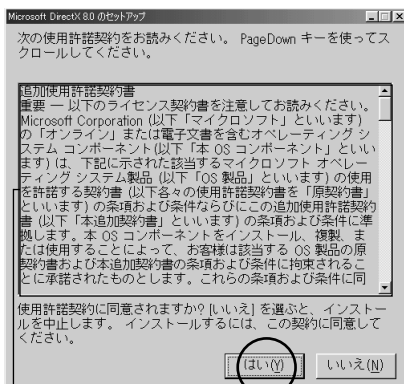 Microsoft DirectX 8.0 のセットアップ
次の使用許諾契約をお読みください。 PageDown キーを使ってス
クロールしてください。
追加使用許諾契約書
重要 — 以下のライセンス契約書を注意してお読みください。
Microsoft Corporation (以下「マイクロソフト」といいます)
の「オンライン」または電子文書を含むオペレーティング シ
ステム コンポーネント(以下「本 OS コンポーネント」といい
ます) は、下記に示された該当するマイクロソフト オペレー
ティング システム製品 (以下「OS 製品」といいます) の使用
を許諾する契約書 (以下各々の使用許諾契約書を「原契約書」
といいます) の条項および条件ならびにこの追加使用許諾契約
書 (以下「本追加契約書」といいます) の条項および条件に準
拠します。本 OS コンポーネントをインストール、複製、ま
たは使用することによって、お客様は該当する OS 製品の原
契約書および本追加契約書の条項および条件に拘束されるこ
とに承諾されたものとします。これらの条項および条件に同
使用許諾契約に同意されますか? [いいえ] を選ぶと、インストー
ルを中止します。 インストールするには、この契約に同意して
ください。
はい(Y) いいえ(N)